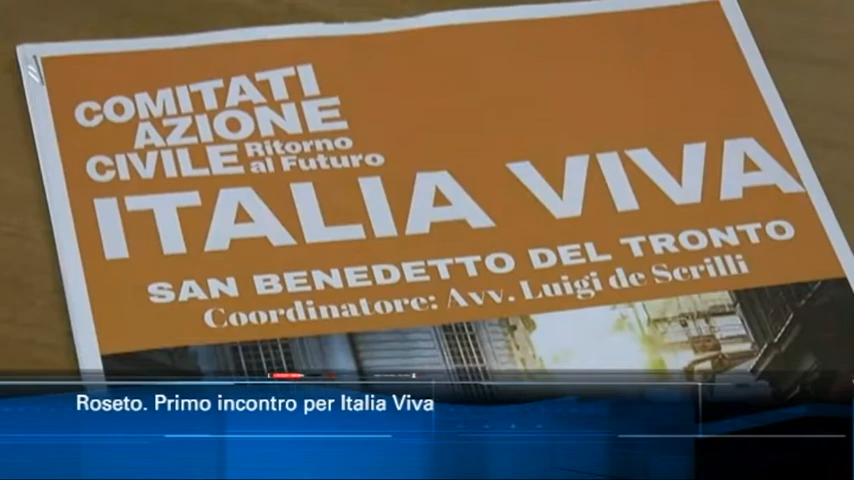 COMITATI
AZIONE
CIVILE Ritorno
al Futuro
ITALIA VIVA
SAN BENEDETTO DEL TRONTO
Coordinatore: Avv. Luigi de Scrilli
Roseto. Primo incontro per Italia Viva